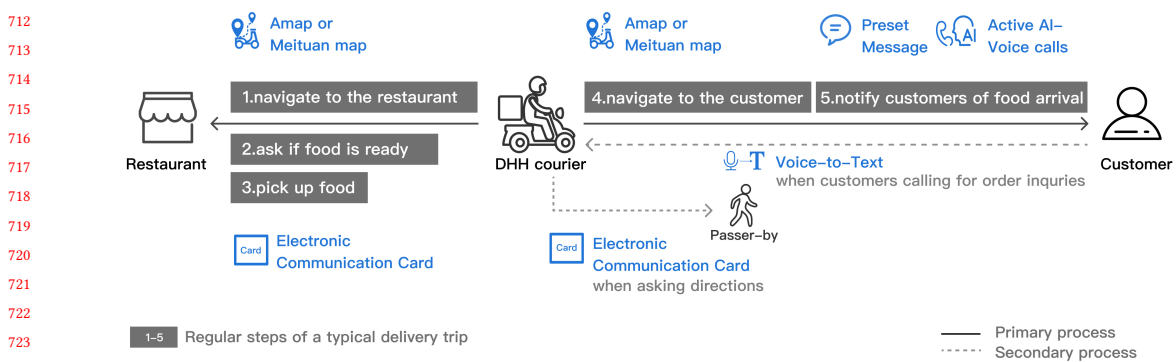 712
713
714
715
716
717
718
719
720
721
722
723
Amap or
Meituan map
Amap or
Meituan map
Preset
Message
AI
Active AI-
Voice calls
1.navigate to the restaurant
4.navigate to the customer
5.notify customers of food arrival
2.ask if food is ready
3.pick up food
Restaurant
DHH courier
Customer
T
Voice-to-Text
when customers calling for order inquries
Passer-by
Card
Electronic
Communication Card
Card
Electronic
Communication Card
when asking directions
1-5 Regular steps of a typical delivery trip
Primary process
Secondary process